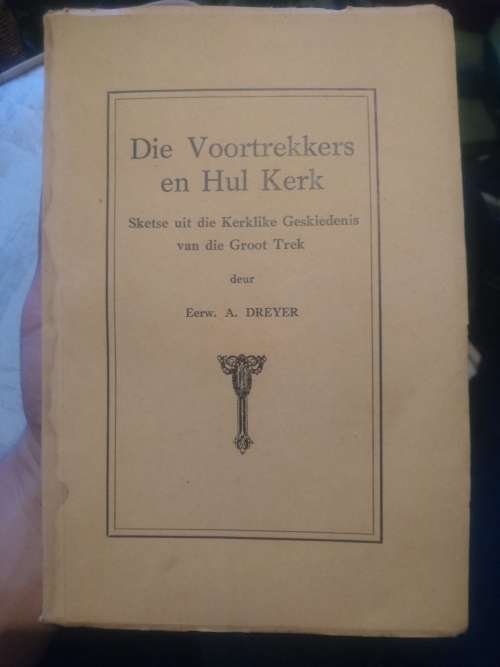 Die Voortrekkers
en Hul Kerk
Sketse uit die Kerklike Geskiedenis
van die Groot Trek
deur
Eerw. A. DREYER